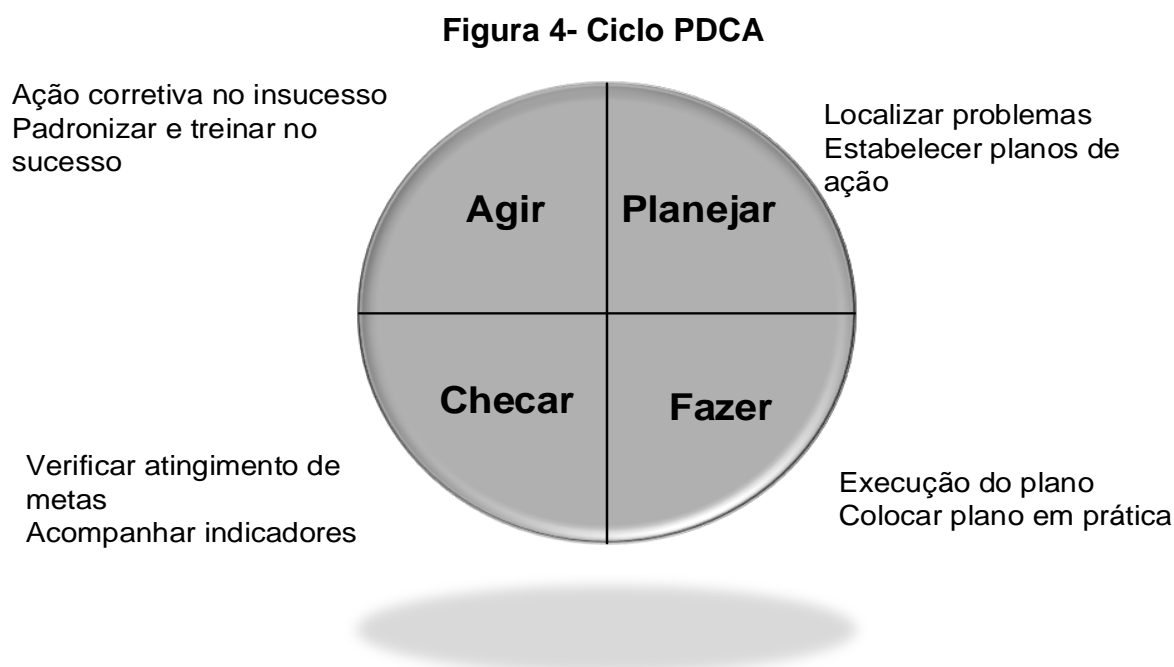 Figura 4- Ciclo PDCA
Ação corretiva no insucesso
Padronizar e treinar no
sucesso
Localizar problemas
Estabelecer planos de
ação
Agir
Planejar
Checar
Fazer
Verificar atingimento de
metas
Acompanhar indicadores
Execução do plano
Colocar plano em prática